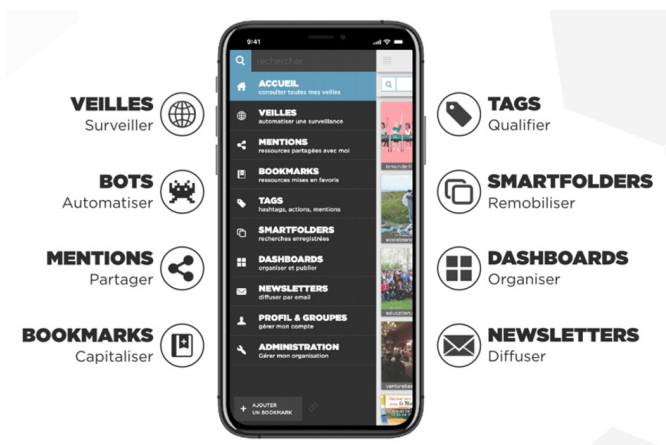 VEILLES
Surveiller
BOTS
Automatiser
MENTIONS
Partager
BOOKMARKS
Capitaliser
9:41
rechercher
ACCUEIL
consulter toutes mes veilles
VEILLES
automatiser une surveillance
MENTIONS
ressources partagées avec moi
BOOKMARKS
ressources mises en favoris
TAGS
hashtags, actions, mentions
SMARTFOLDERS
recherches enregistrées
DASHBOARDS
organiser et publier
NEWSLETTERS
diffuser par email
PROFIL & GROUPES
gérer mon compte
ADMINISTRATION
Gérer mon organisation
+ AJOUTER
UN BOOKMARK
TAGS
Qualifier
SMARTFOLDERS
Remobiliser
DASHBOARDS
Organiser
NEWSLETTERS
Diffuser